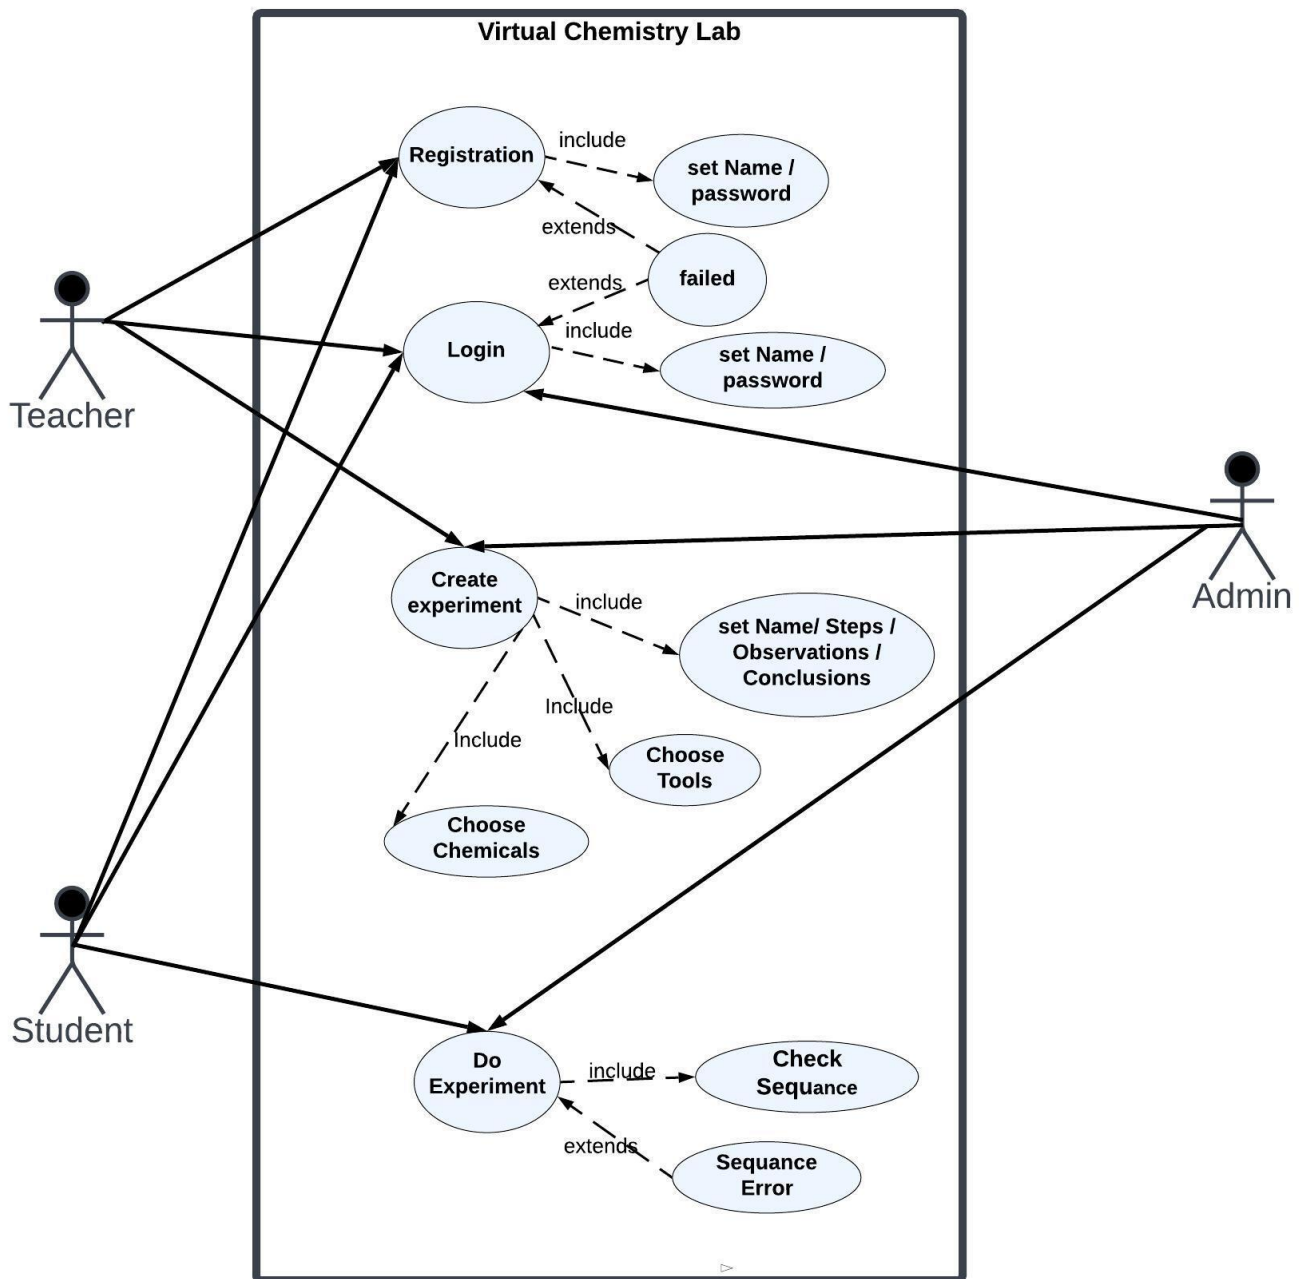 Virtual Chemistry Lab
Registration
include
set Name /
password
extends
failed
extends
Login
include
set Name /
password
Teacher
Admin
Create
experiment
include
set Name/ Steps /
Observations /
Conclusions
Include
Include
Choose
Tools
Choose
Chemicals
Student
Do
Experiment
include
Check
Sequance
extends
Sequance
Error